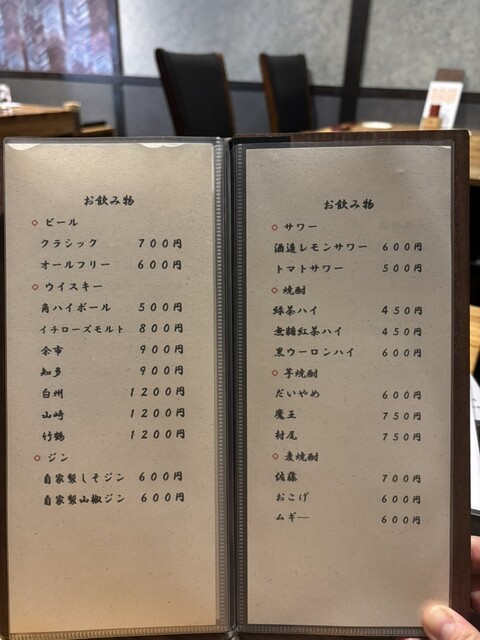 お飲み物
ビール
クラシック 700円
オールフリー 600円
ウイスキー
角ハイボール 500円
イチローズモルト 800円
余市 900円
知多 900円
白州 1200円
山崎 1200円
竹鶴 1200円
ジン
自家製しそジン 600円
自家製山椒ジン 600円
お飲み物
サワー
酒造レモンサワー 600円
トマトサワー 500円
焼酎
緑茶ハイ 450円
無糖紅茶ハイ 450円
黒ウーロンハイ 600円
芋焼酎
だいやめ 600円
魔王 750円
村尾 750円
麦焼酎
佐藤 700円
おこげ 600円
ムギー 600円